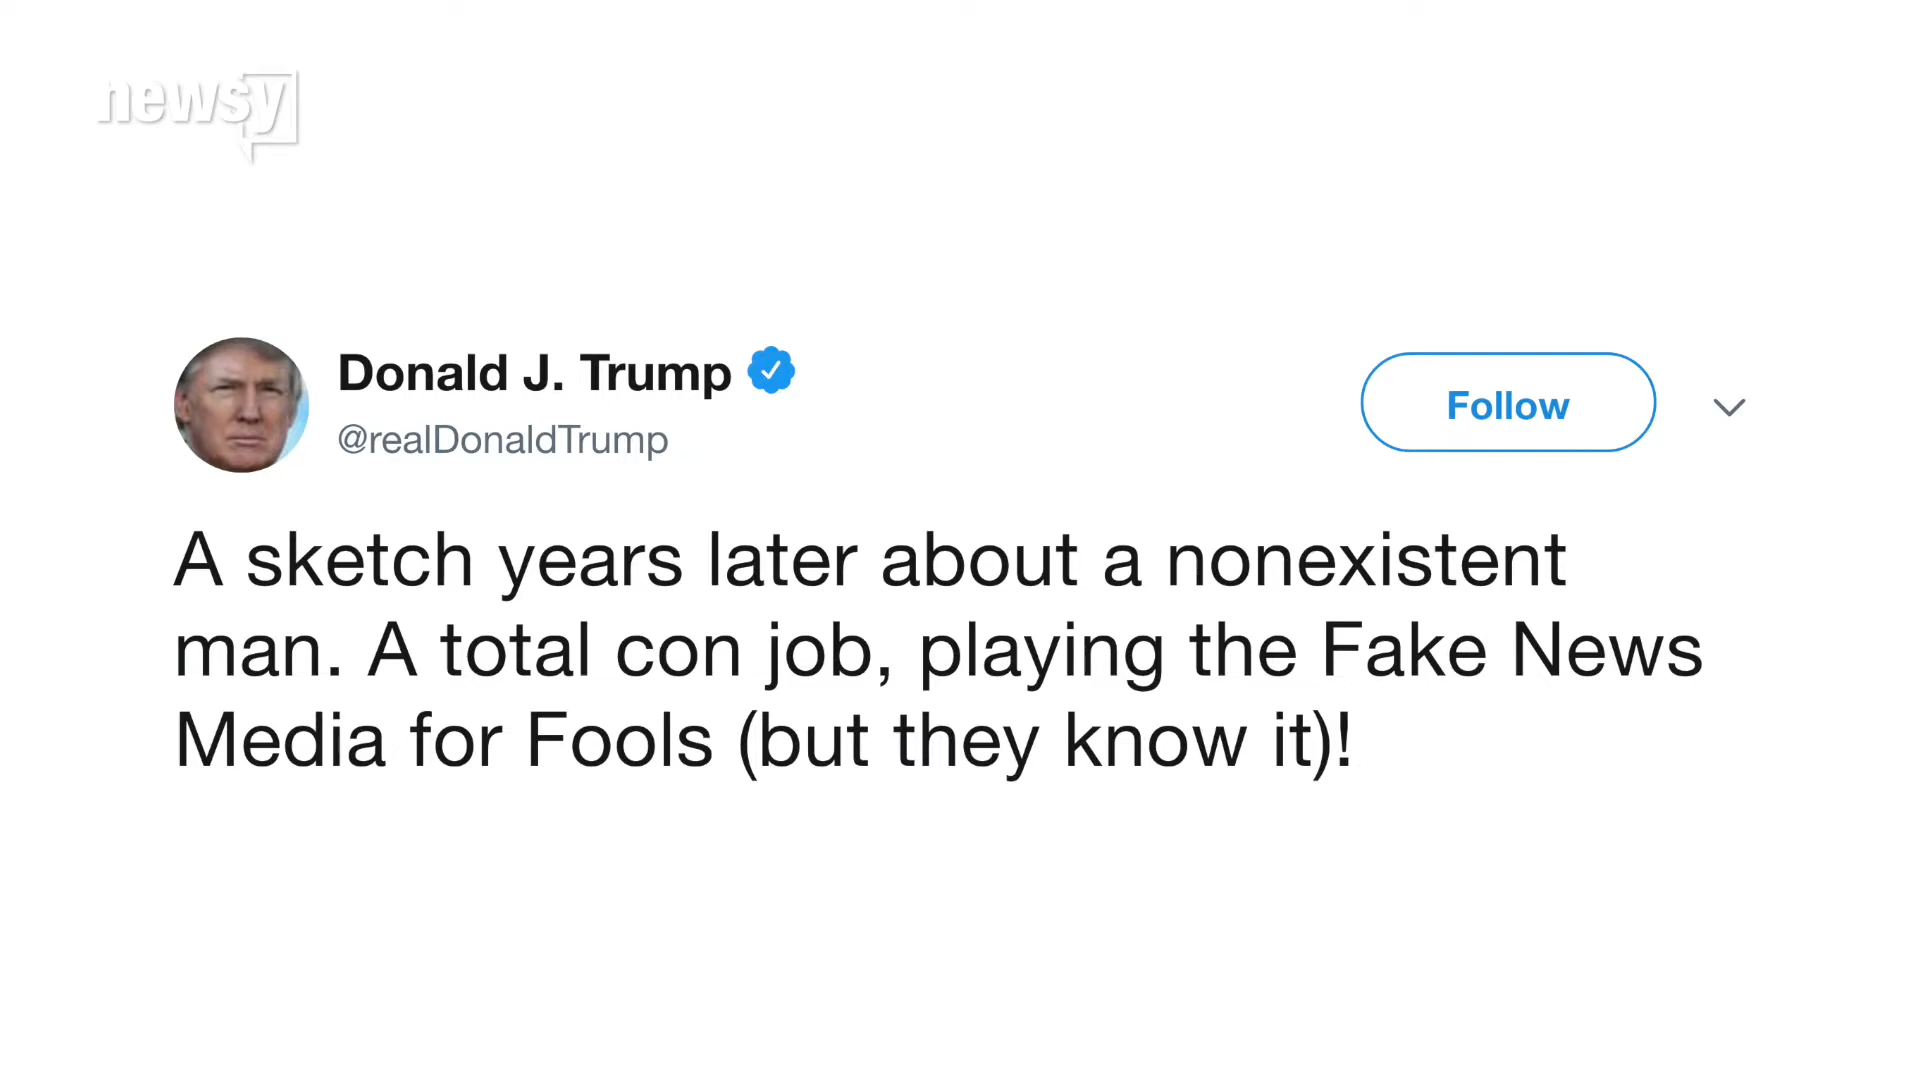 newsy
Donald J. Trump
@realDonaldTrump
Follow
A sketch years later about a nonexistent
man. A total con job, playing the Fake News
Media for Fools (but they know it)!